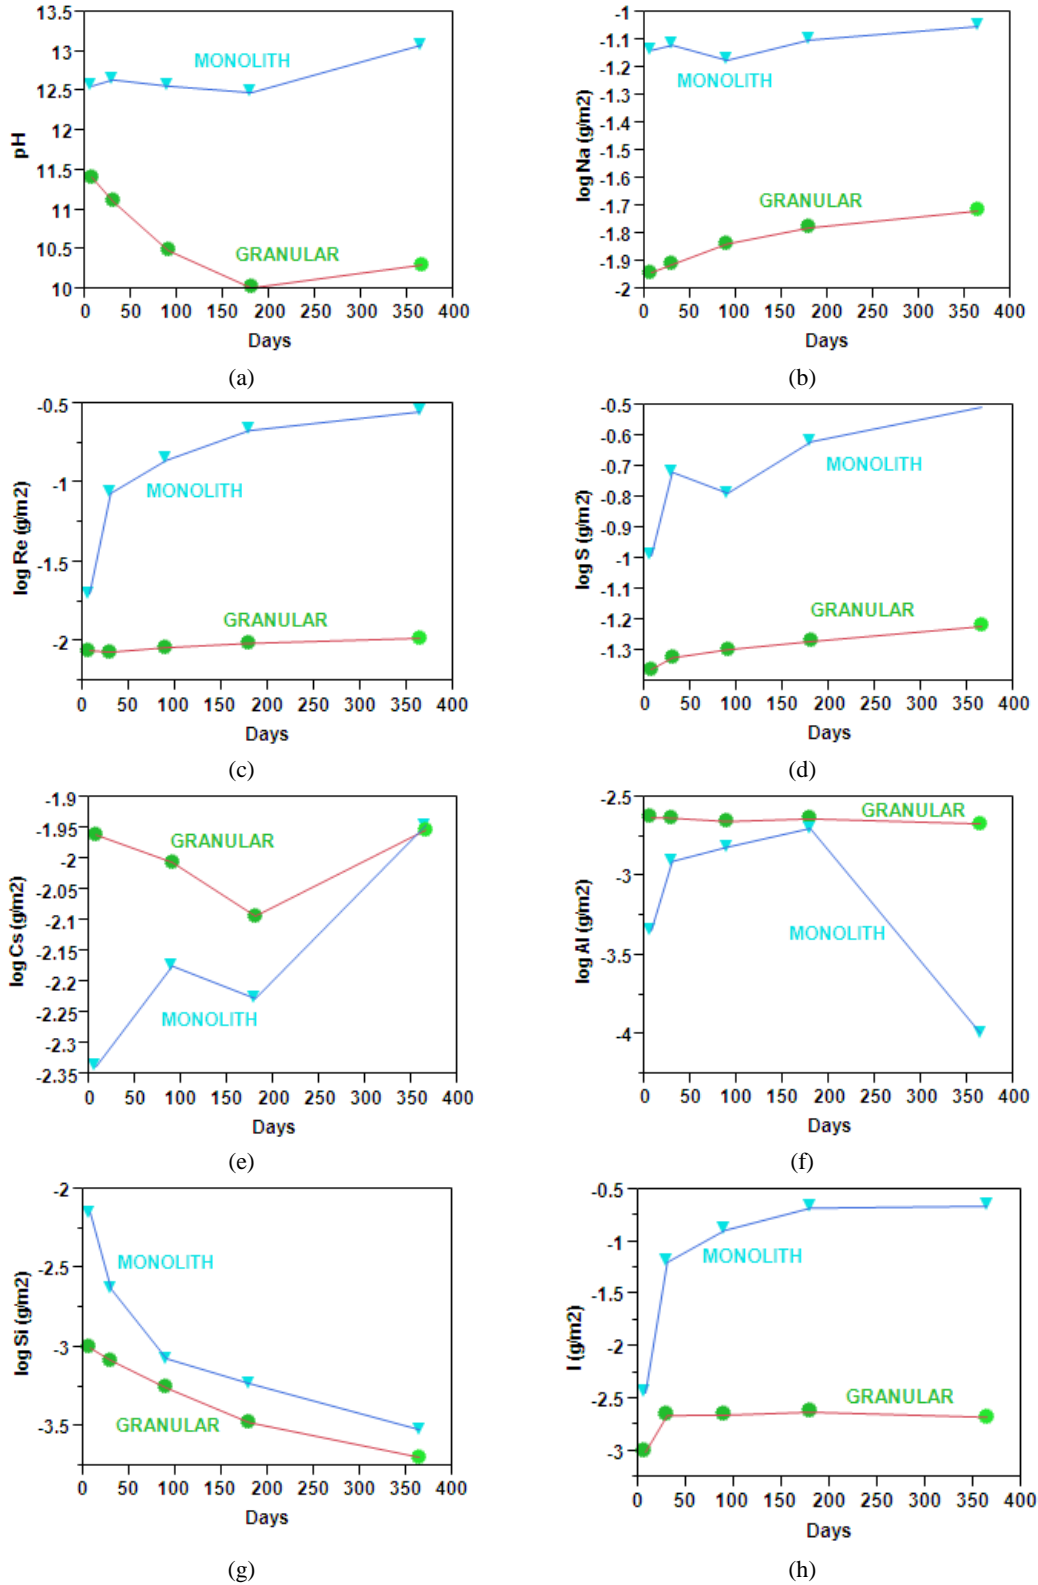 13.5
13
12.5
12
11.5
11
10.5
10
pH
MONOLITH
GRANULAR
0 50 100 150 200 250 300 350 400
Days
(a)
-1
-1.1
-1.2
-1.3
-1.4
-1.5
-1.6
-1.7
-1.8
-1.9
-2
log Na (g/m2)
MONOLITH
GRANULAR
0 50 100 150 200 250 300 350 400
Days
(b)
-0.5
-1
-1.5
-2
log Re (g/m2)
MONOLITH
GRANULAR
0 50 100 150 200 250 300 350 400
Days
(c)
-0.5
-0.6
-0.7
-0.8
-0.9
-1
-1.1
-1.2
-1.3
log S (g/m2)
MONOLITH
GRANULAR
0 50 100 150 200 250 300 350 400
Days
(d)
-1.9
-1.95
-2
-2.05
-2.1
-2.15
-2.2
-2.25
-2.3
-2.35
log Cs (g/m2)
GRANULAR
MONOLITH
0 50 100 150 200 250 300 350 400
Days
(e)
-2.5
-3
-3.5
-4
log Al (g/m2)
GRANULAR
MONOLITH
0 50 100 150 200 250 300 350 400
Days
(f)
-2
-2.5
-3
-3.5
log Si (g/m2)
MONOLITH
GRANULAR
0 50 100 150 200 250 300 350 400
Days
(g)
-0.5
-1
-1.5
-2
-2.5
-3
I (g/m2)
MONOLITH
GRANULAR
0 50 100 150 200 250 300 350 400
Days
(h)